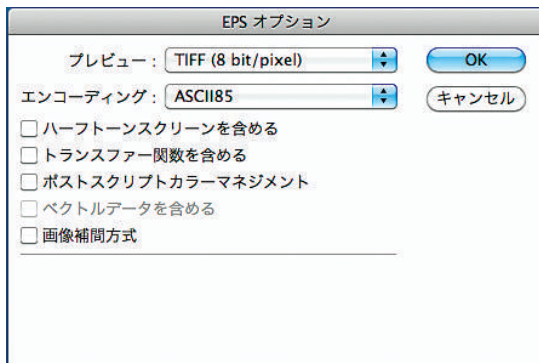 EPS オプション
プレビュー： TIFF (8 bit/pixel) OK
エンコーディング： ASCII85 キャンセル
ハーフトーンスクリーンを含める
トランスファー関数を含める
ポストスクリプトカラーマネジメント
ベクトルデータを含める
画像補間方式